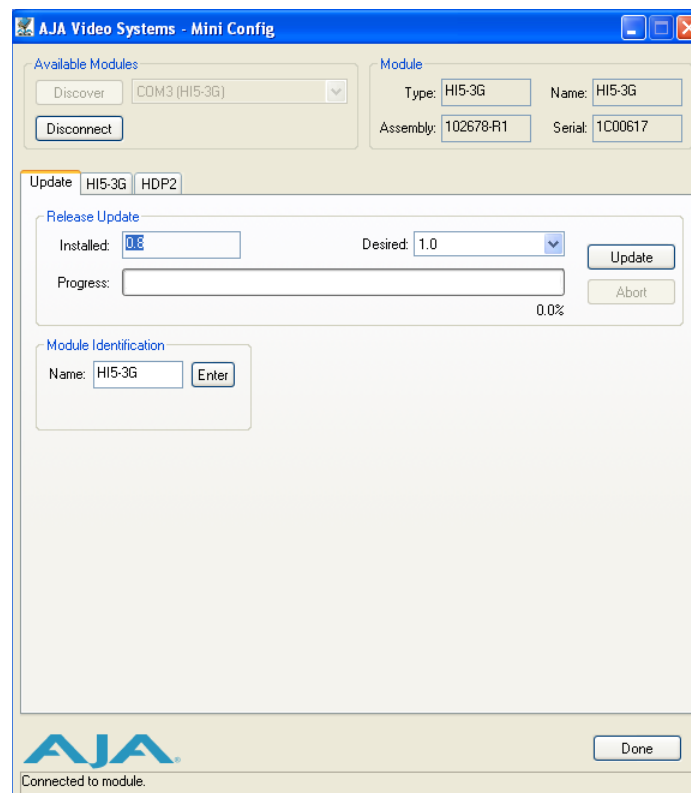 AJA Video Systems - Mini Config
Available Modules
Discover COM3 (HI5-3G)
Disconnect
Module
Type: HI5-3G Name: HI5-3G
Assembly: 102678-R1 Serial: 1C00617
Update HI5-3G HDP2
Release Update
Installed: 0.8 Desired: 1.0 Update
Progress: Abort
0.0%
Module Identification
Name: HI5-3G Enter
AJA
Done
Connected to module.